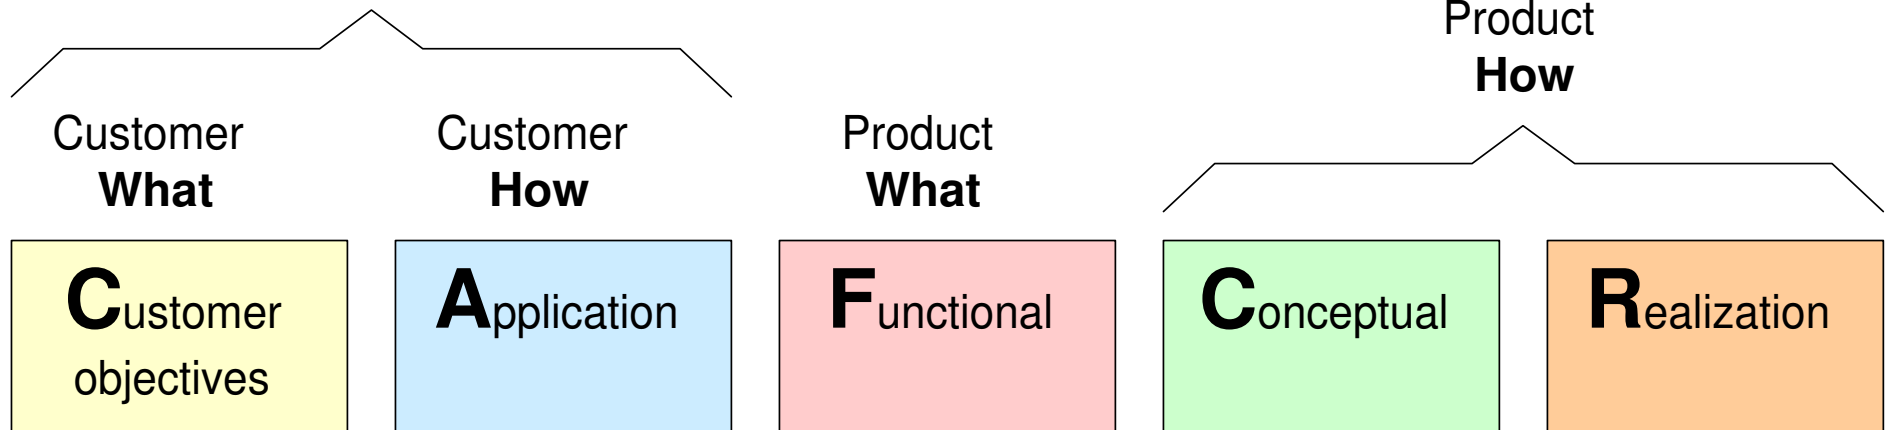 Product
How
Customer
What
Customer
How
Product
What
Customer
objectives
Application
Functional
Conceptual
Realization